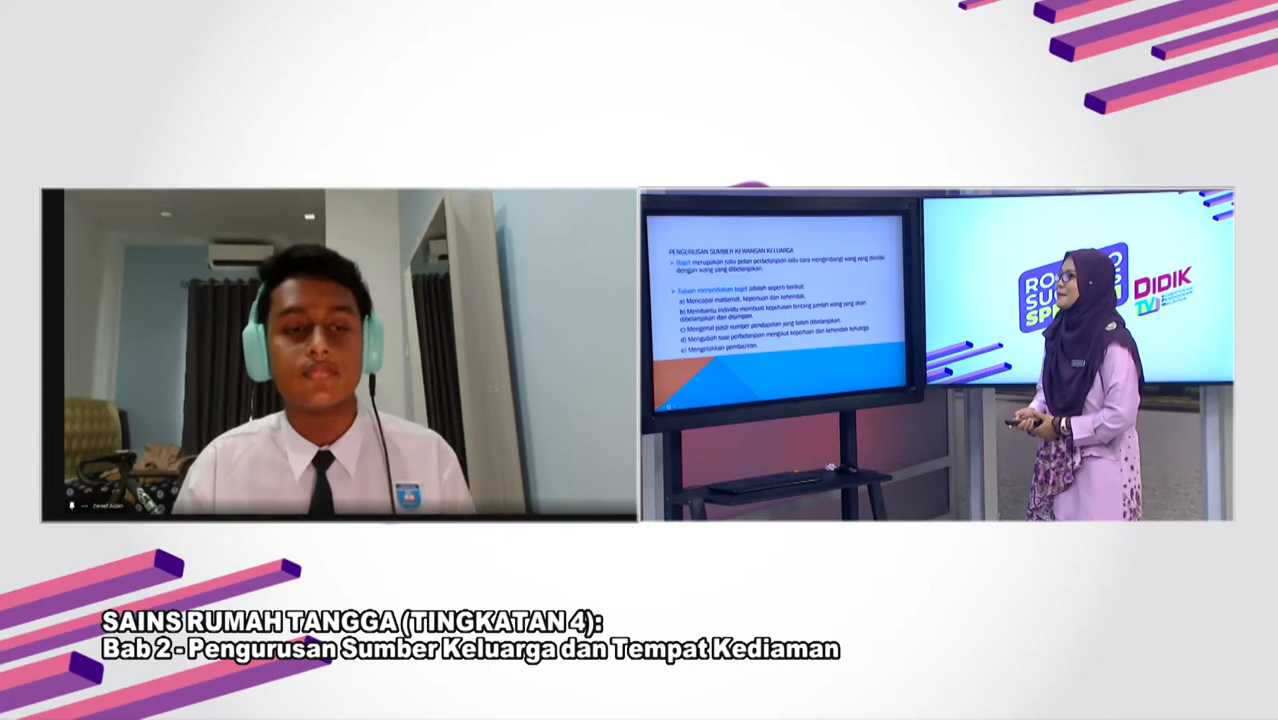 PENGURUSAN SUMBER KEWANGAN KELUARGA
➢ Bajet merupakan satu pelan perbelanjaan iaitu cara mengimbangi wang yang dimiliki
dengan wang yang dibelanjakan.
➢ Tujuan menyediakan bajet adalah seperti berikut:
a) Mencapai matlamat, keperluan dan kehendak.
b) Membantu individu membuat keputusan tentang jumlah wang yang akan
dibelanjakan dan disimpan.
c) Mengenal pasti sumber pendapatan yang boleh dibelanjakan.
d) Mengubah suai perbelanjaan mengikut keperluan dan kehendak keluarga.
e) Mengelakkan pembaziran.
DIDIK
TV
SAINS RUMAH TANGGA (TINGKATAN 4):
Bab 2 - Pengurusan Sumber Keluarga dan Tempat Kediaman